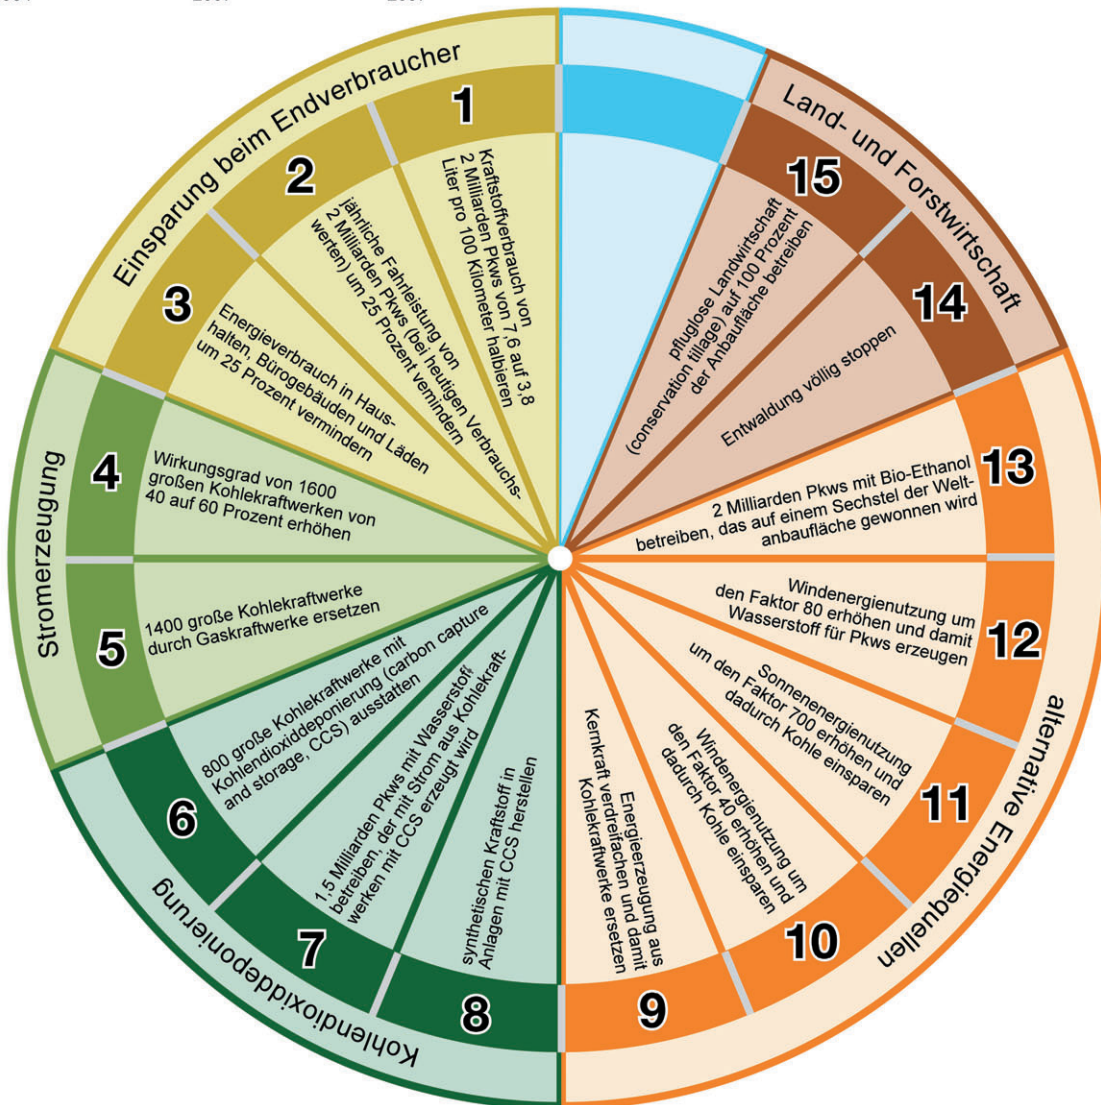 Einsparung beim Endverbraucher
1
Kraftstoffverbrauch von
2 Milliarden Pkws von 7,6 auf 3,8
Liter pro 100 Kilometer halbieren
2
jährliche Fahrleistung von
2 Milliarden Pkws (bei heutigen Verbrauchs-
werten) um 25 Prozent vermindern
3
Energieverbrauch in Haus-
halten, Bürogebäuden und Läden
um 25 Prozent vermindern
Stromerzeugung
4
Wirkungsgrad von 1600
großen Kohlekraftwerken von
40 auf 60 Prozent erhöhen
5
1400 große Kohlekraftwerke
durch Gaskraftwerke ersetzen
Kohlendioxiddeponierung
6
800 große Kohlekraftwerke mit
Kohlendioxiddeponierung (carbon capture
and storage, CCS) ausstatten
7
1,5 Milliarden Pkws mit Wasserstoff
betreiben, der mit Strom aus Kohlekraft-
werken mit CCS erzeugt wird
8
synthetischen Kraftstoff in
Anlagen mit CCS herstellen
alternative Energiequellen
9
Energieerzeugung aus
Kernkraft verdreifachen und damit
Kohlekraftwerke ersetzen
10
Windenergienutzung um
den Faktor 40 erhöhen und
dadurch Kohle einsparen
11
Sonnenenergienutzung
um den Faktor 700 erhöhen und
dadurch Kohle einsparen
12
Windenergienutzung um
den Faktor 80 erhöhen und damit
Wasserstoff für Pkws erzeugen
13
2 Milliarden Pkws mit Bio-Ethanol
betreiben, das auf einem Sechstel der Welt-
anbaufläche gewonnen wird
Land- und Forstwirtschaft
14
Entwaldung völlig stoppen
15
pfluglose Landwirtschaft
(conservation tillage) auf 100 Prozent
der Anbaufläche betreiben